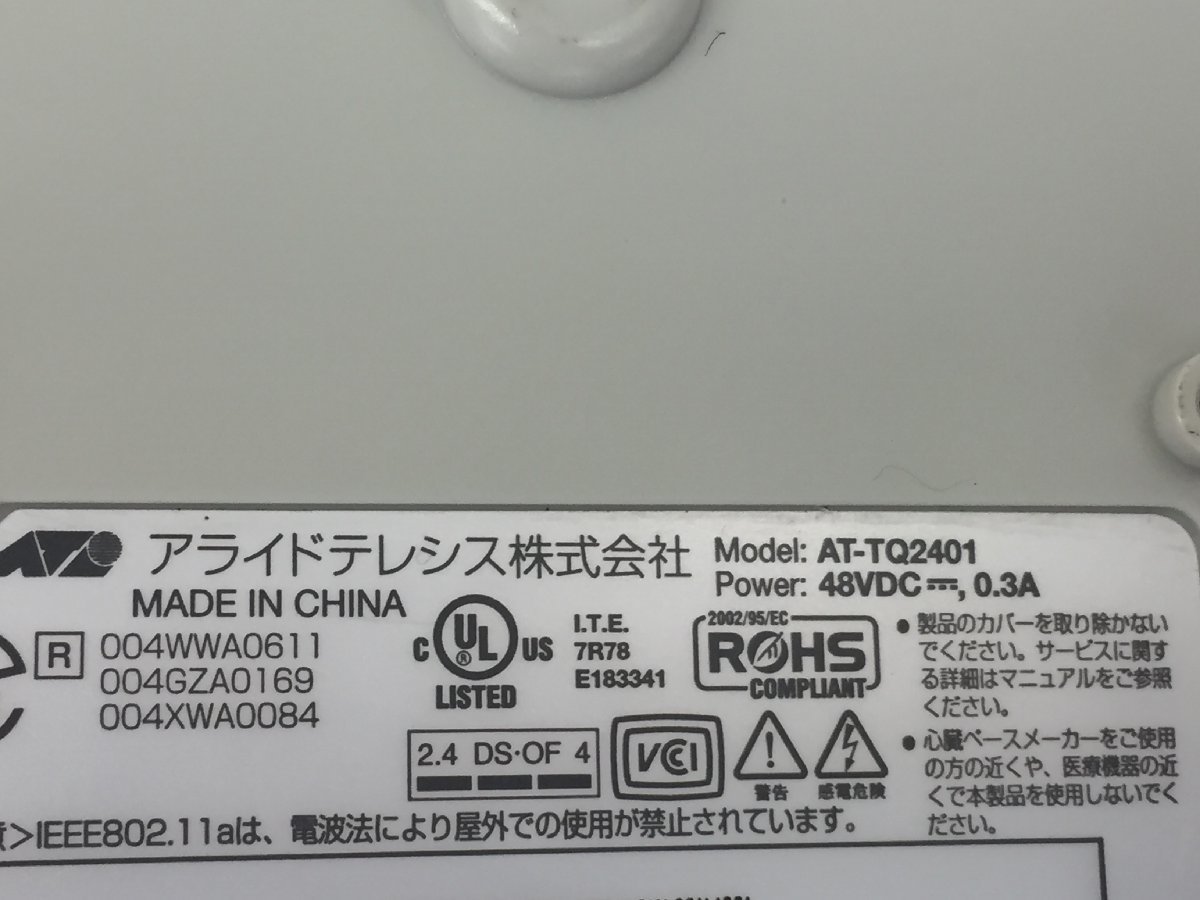 アライドテレシス株式会社
MADE IN CHINA
Model: AT-TQ2401
Power: 48VDC⎓, 0.3A
R
004WWA0611
004GZA0169
004XWA0084
C UL® US
LISTED
I.T.E.
7R78
E183341
2002/95/EC
ROHS
COMPLIANT
2.4 DS・OF 4
VCCI
警告
感電危険
●製品のカバーを取り除かない
でください。サービスに関す
る詳細はマニュアルをご参照
ください。
●心臓ペースメーカーをご使用
の方の近くや、医療機器の近
くで本製品を使用しないでく
ださい。
>IEEE802.11aは、電波法により屋外での使用が禁止されています。